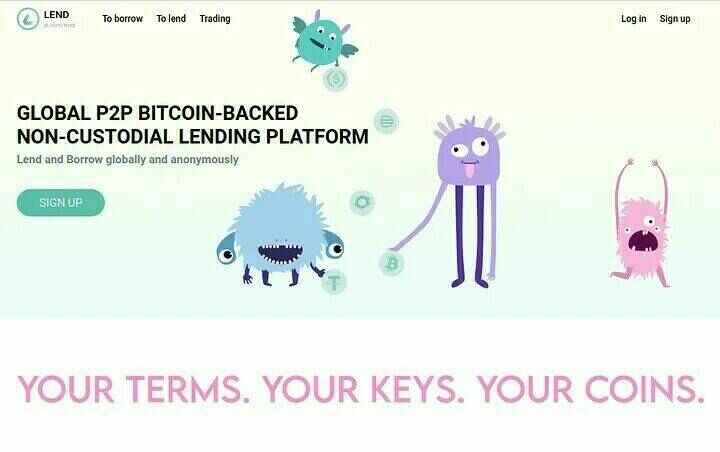 LEND
To borrow To lend Trading
Log in Sign up
GLOBAL P2P BITCOIN-BACKED
NON-CUSTODIAL LENDING PLATFORM
Lend and Borrow globally and anonymously
SIGN UP
YOUR TERMS. YOUR KEYS. YOUR COINS.